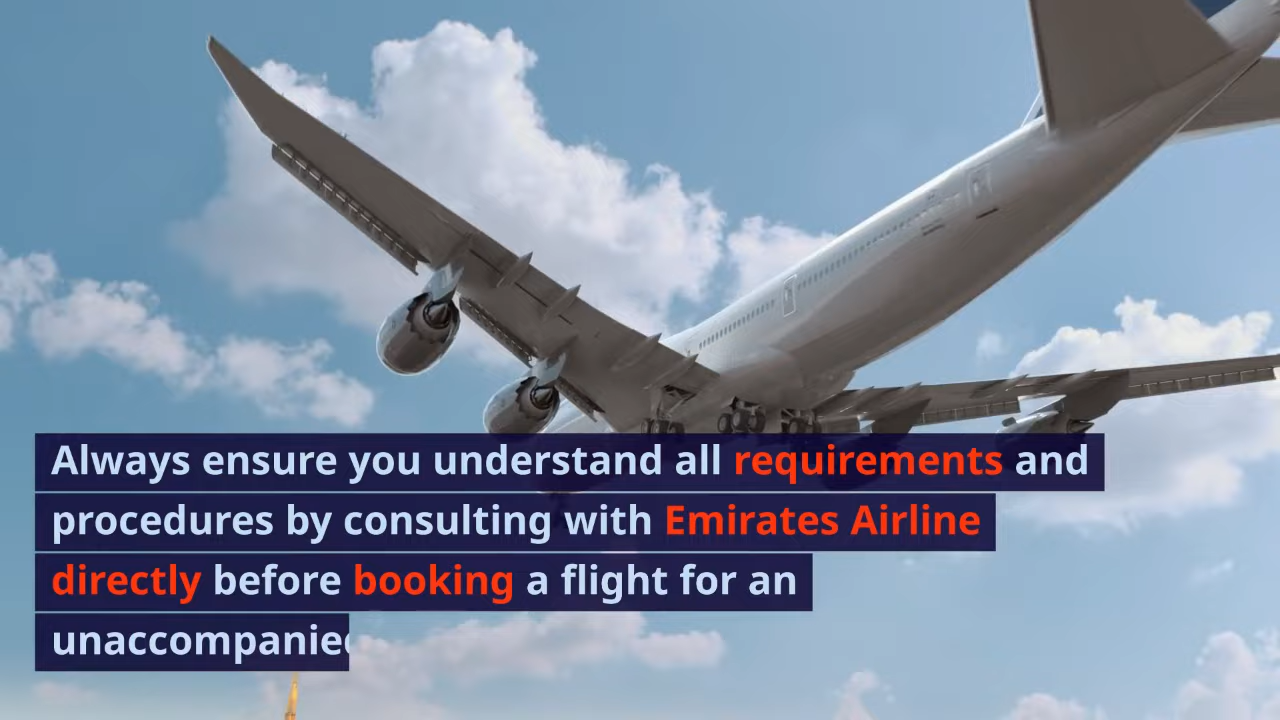 Always ensure you understand all requirements and
procedures by consulting with Emirates Airline
directly before booking a flight for an
unaccompanied